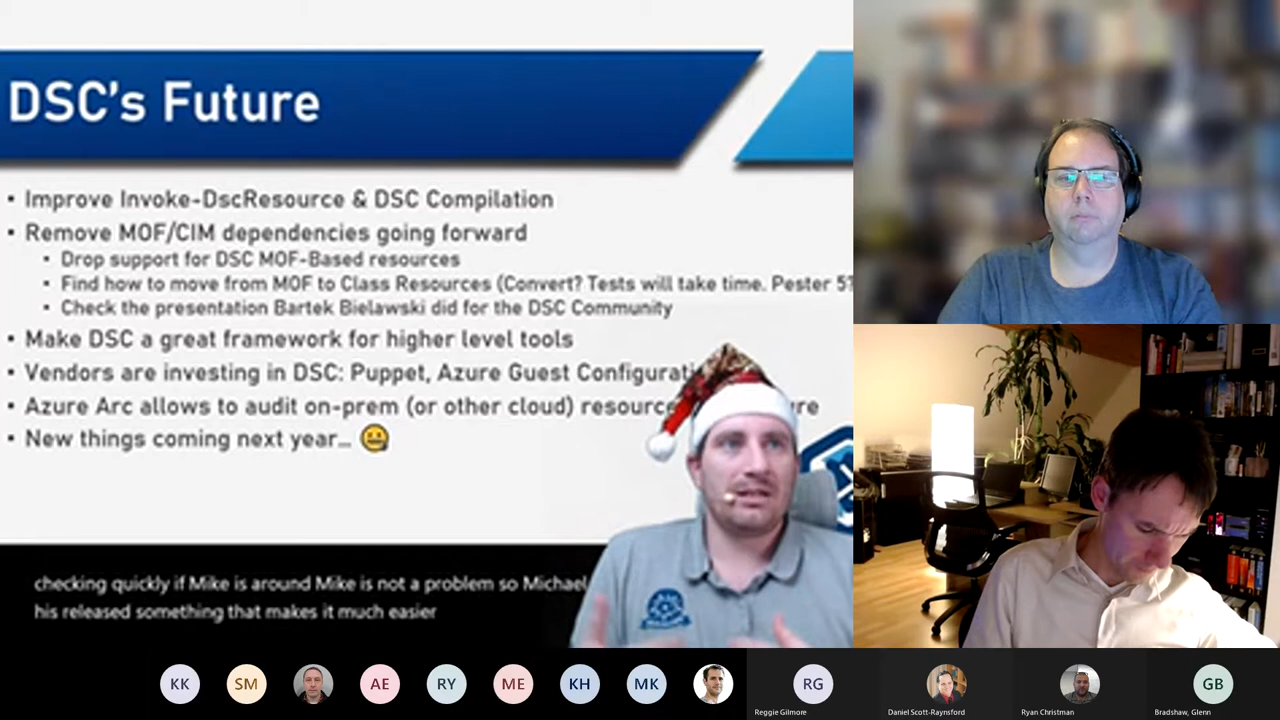 DSC's Future
• Improve Invoke-DscResource & DSC Compilation
• Remove MOF/CIM dependencies going forward
• Drop support for DSC MOF-Based resources
• Find how to move from MOF to Class Resources (Convert? Tests will take time. Pester 5?
• Check the presentation Bartek Bielawski did for the DSC Community
• Make DSC a great framework for higher level tools
• Vendors are investing in DSC: Puppet, Azure Guest Configurati
• Azure Arc allows to audit on-prem (or other cloud) resource
• New things coming next year...
checking quickly if Mike is around Mike is not a problem so Michael
his released something that makes it much easier
KK SM AE RY ME KH MK RG GB
Reggie Gilmore Daniel Scott-Raynsford Ryan Christman Bradshaw, Glenn